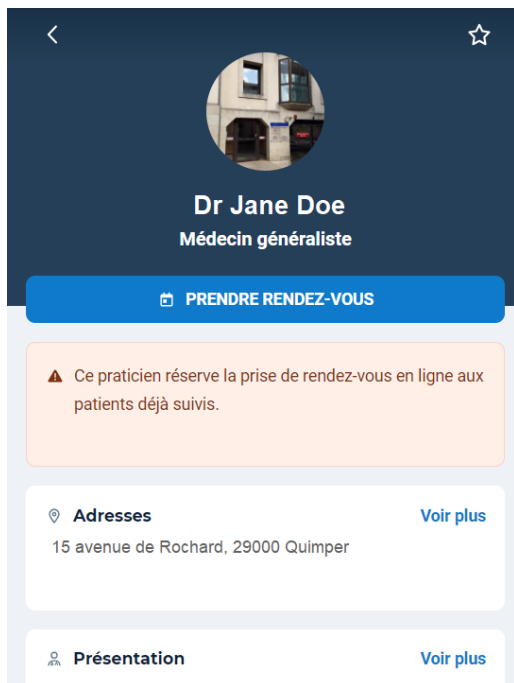 Dr Jane Doe
Médecin généraliste
PRENDRE RENDEZ-VOUS
Ce praticien réserve la prise de rendez-vous en ligne aux
patients déjà suivis.
Adresses
Voir plus
15 avenue de Rochard, 29000 Quimper
Présentation
Voir plus